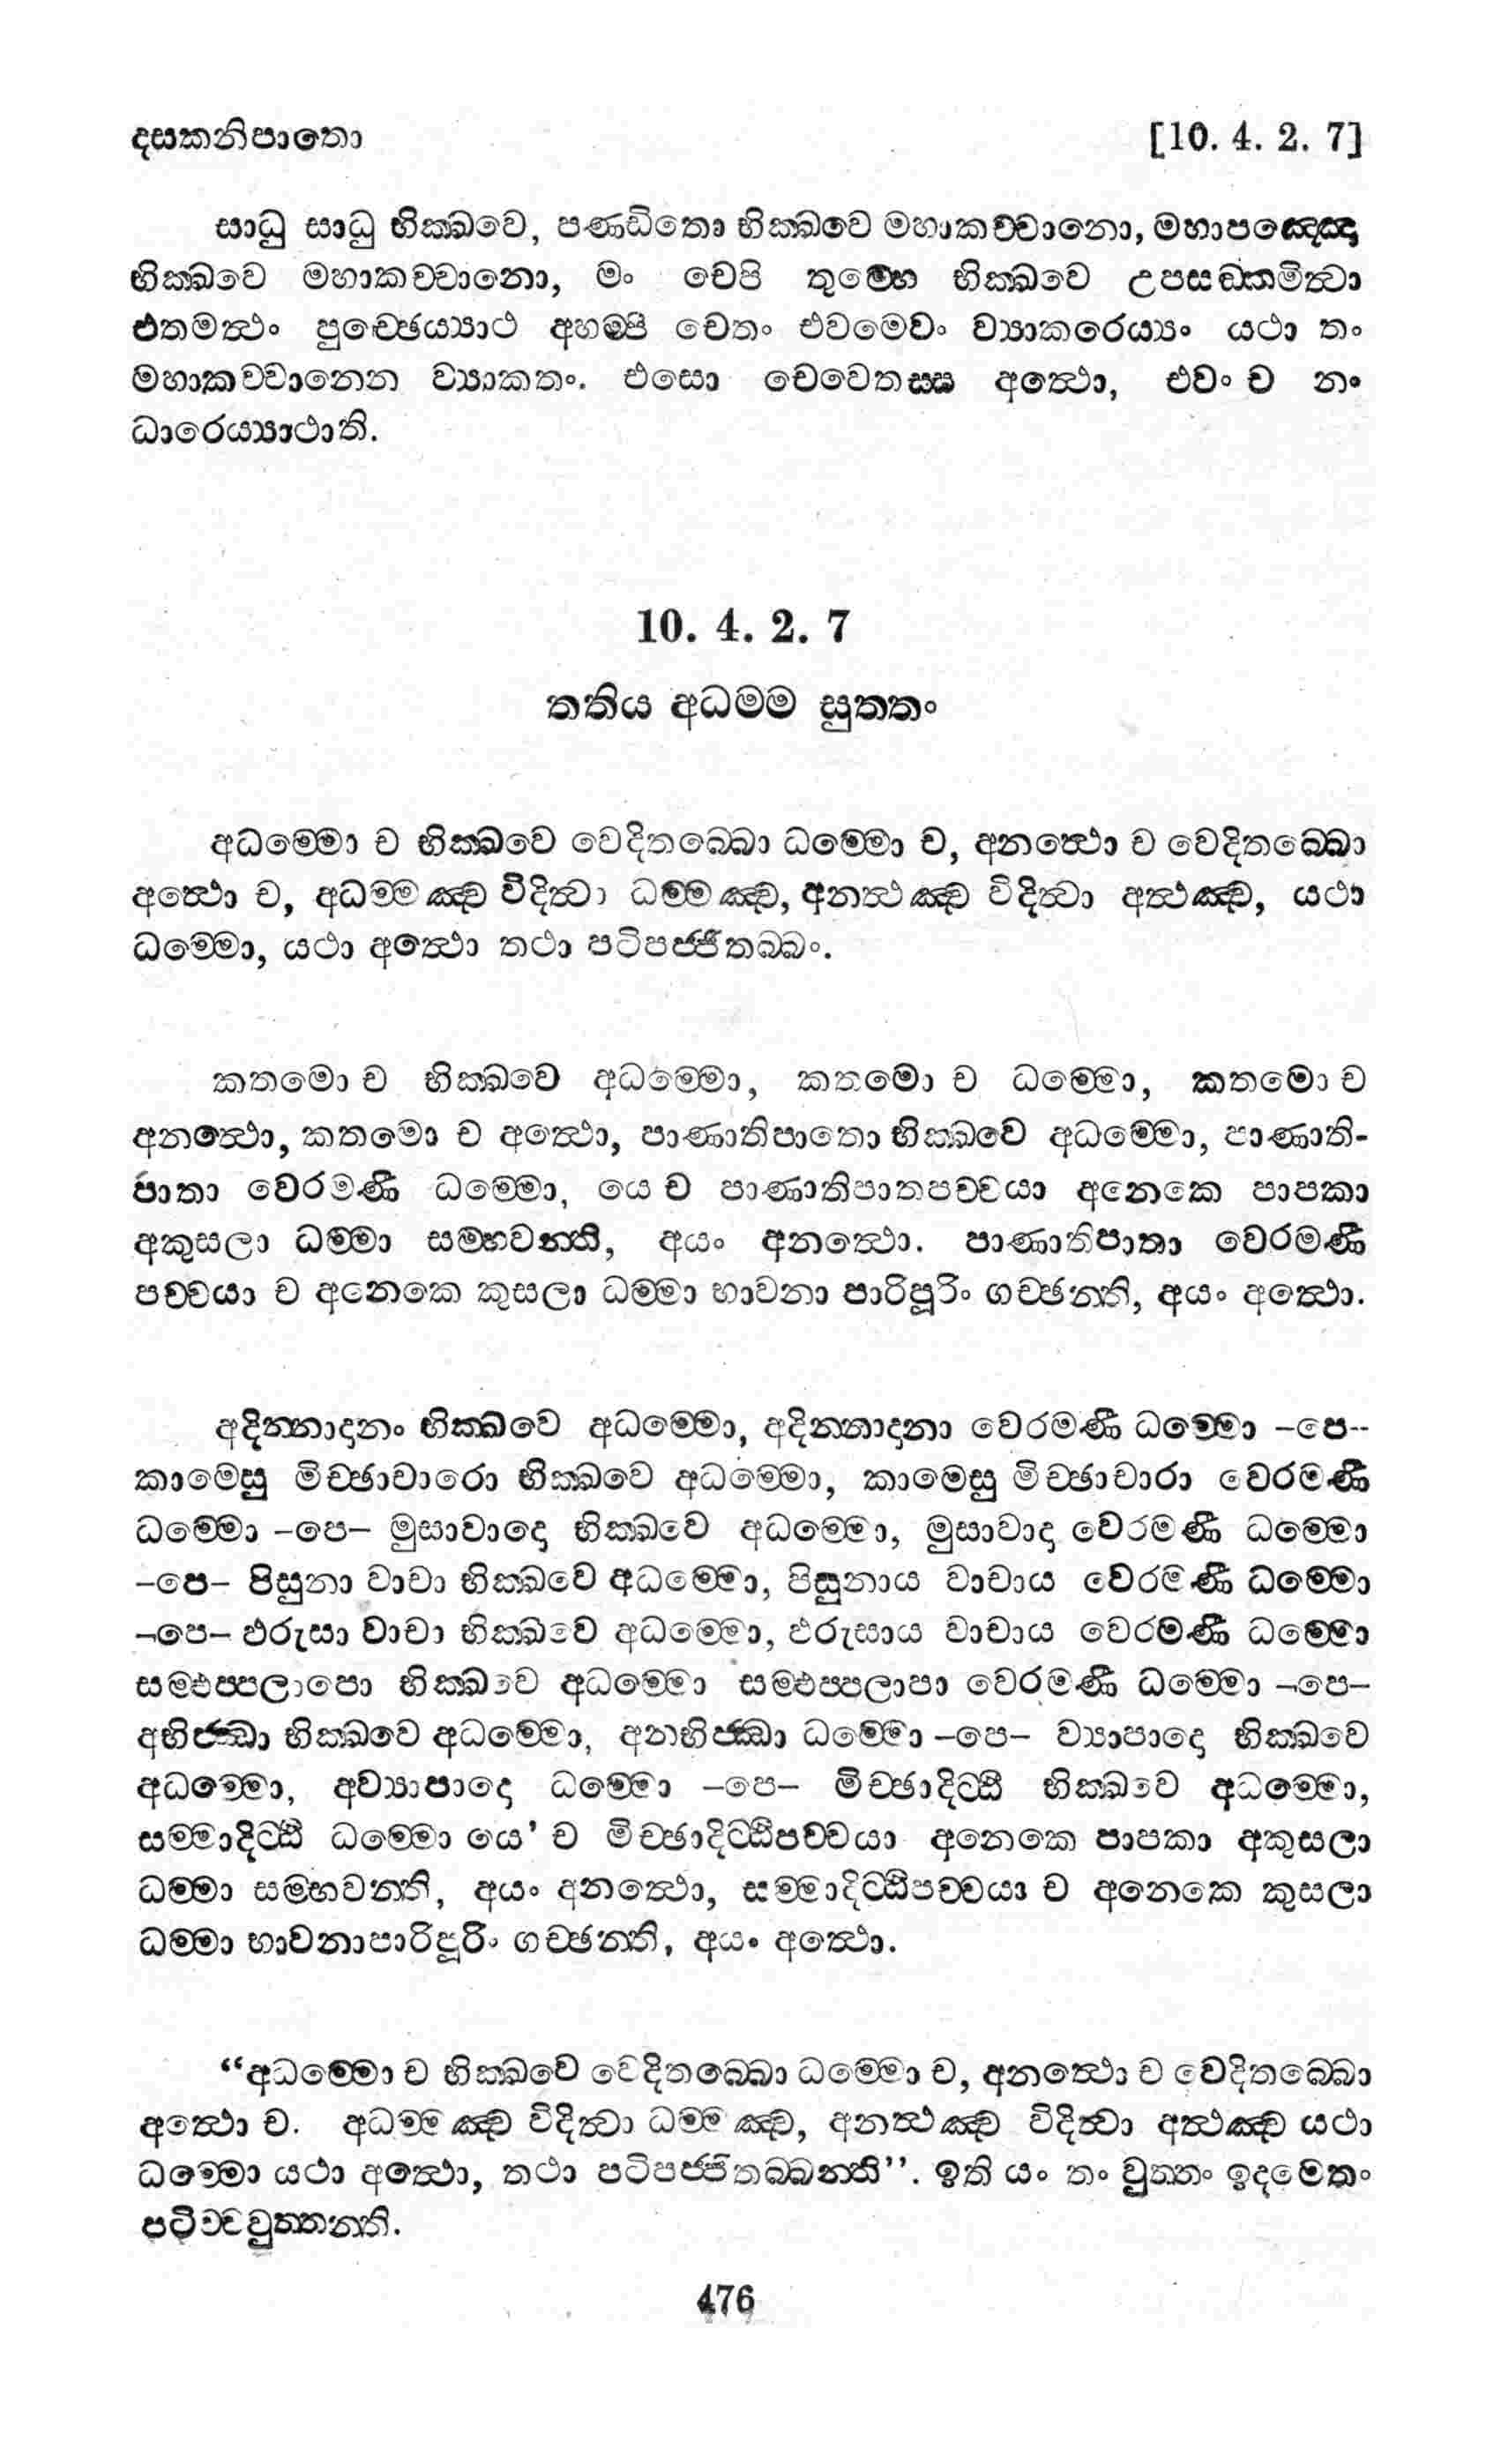 දසකනිපාතො [10. 4. 2. 7]
සාධු සාධු භික්ඛවෙ, පණ්ඩිතො භික්ඛවෙ මහාකච්චානො, මහාපඤ්ඤො
භික්ඛවෙ මහාකච්චානො, මං චෙපි තුම්හෙ භික්ඛවෙ උපසඞ්කමිත්වා
එතමත්ථං පුච්ඡෙය්‍යාථ අහම්පි චෙතං එවමෙවං ව්‍යාකරෙය්‍යං යථා තං
මහාකච්චානෙන ව්‍යාකතං. එසො චෙවෙතස්ස අත්ථො, එවං ච නං
ධාරෙය්‍යාථාති.
10. 4. 2. 7
තතිය අධම්ම සුත්තං
අධම්මො ච භික්ඛවෙ වෙදිතබ්බො ධම්මො ච, අනත්ථො ච වෙදිතබ්බො
අත්ථො ච, අධම්මඤ්ච විදිත්වා ධම්මඤ්ච, අනත්ථඤ්ච විදිත්වා අත්ථඤ්ච, යථා
ධම්මො, යථා අත්ථො තථා පටිපජ්ජිතබ්බං.
කතමො ච භික්ඛවෙ අධම්මො, කතමො ච ධම්මො, කතමො ච
අනත්ථො, කතමො ච අත්ථො, පාණාතිපාතො භික්ඛවෙ අධම්මො, පාණාති-
පාතා වෙරමණී ධම්මො, යෙ ච පාණාතිපාතපච්චයා අනෙකෙ පාපකා
අකුසලා ධම්මා සම්භවන්ති, අයං අනත්ථො. පාණාතිපාතා වෙරමණී
පච්චයා ච අනෙකෙ කුසලා ධම්මා භාවනා පාරිපූරිං ගච්ඡන්ති, අයං අත්ථො.
අදින්නාදානං භික්ඛවෙ අධම්මො, අදින්නාදානා වෙරමණී ධම්මො -පෙ--
කාමෙසු මිච්ඡාචාරො භික්ඛවෙ අධම්මො, කාමෙසු මිච්ඡාචාරා වෙරමණී
ධම්මො -පෙ- මුසාවාදො භික්ඛවෙ අධම්මො, මුසාවාදා වෙරමණී ධම්මො
-පෙ- පිසුනා වාචා භික්ඛවෙ අධම්මො, පිසුනාය වාචාය වෙරමණී ධම්මො
-පෙ- ඵරුසා වාචා භික්ඛවෙ අධම්මො, ඵරුසාය වාචාය වෙරමණී ධම්මො
සම්ඵප්පලාපො භික්ඛවෙ අධම්මො සම්ඵප්පලාපා වෙරමණී ධම්මො -පෙ-
අභිජ්ඣා භික්ඛවෙ අධම්මො, අනභිජ්ඣා ධම්මො -පෙ- ව්‍යාපාදො භික්ඛවෙ
අධම්මො, අව්‍යාපාදො ධම්මො -පෙ- මිච්ඡාදිට්ඨි භික්ඛවෙ අධම්මො,
සම්මාදිට්ඨි ධම්මො යෙ' ච මිච්ඡාදිට්ඨිපච්චයා අනෙකෙ පාපකා අකුසලා
ධම්මා සම්භවන්ති, අයං අනත්ථො, සම්මාදිට්ඨිපච්චයා ච අනෙකෙ කුසලා
ධම්මා භාවනාපාරිපූරිං ගච්ඡන්ති, අයං අත්ථො.
“අධම්මො ච භික්ඛවෙ වෙදිතබ්බො ධම්මො ච, අනත්ථො ච වෙදිතබ්බො
අත්ථො ච. අධම්මඤ්ච විදිත්වා ධම්මඤ්ච, අනත්ථඤ්ච විදිත්වා අත්ථඤ්ච යථා
ධම්මො යථා අත්ථො, තථා පටිපජ්ජිතබ්බන්ති”. ඉති යං තං වුත්තං ඉදමෙතං
පටිච්චවුත්තන්ති.
476